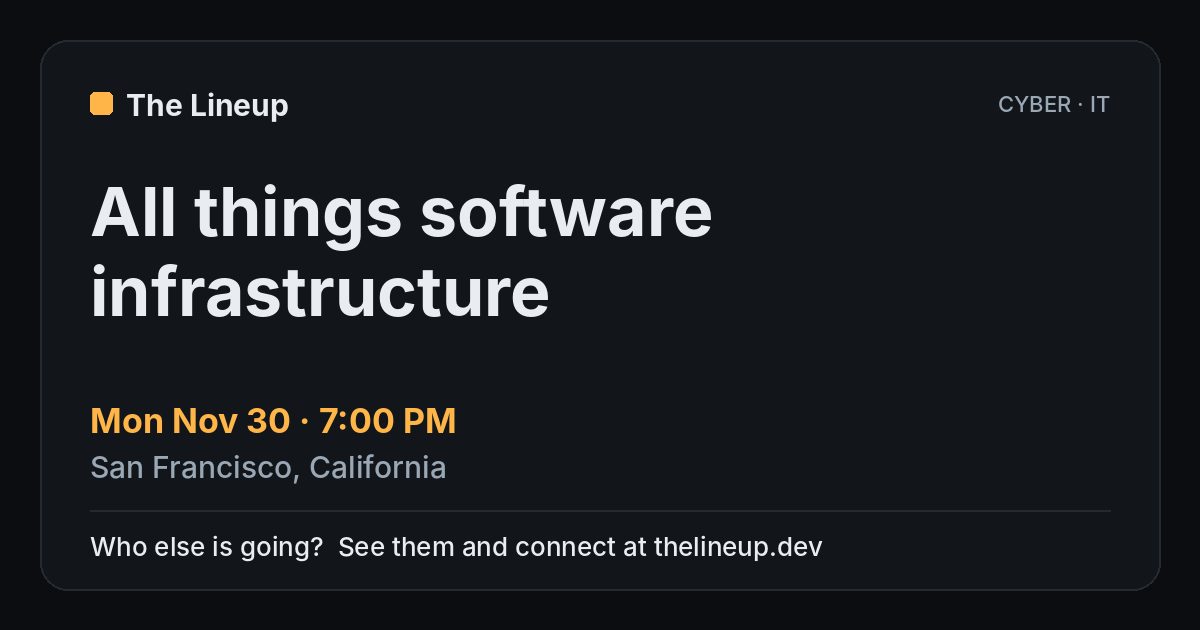 The Lineup
CYBER · IT
All things software
infrastructure
Mon Nov 30 · 7:00 PM
San Francisco, California
Who else is going?  See them and connect at thelineup.dev